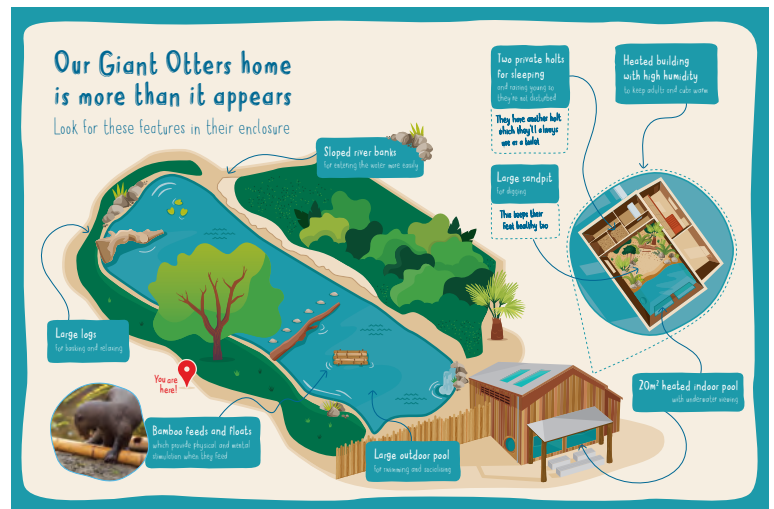 Our Giant Otters home
is more than it appears
Look for these features in their enclosure
Two private holts
for sleeping
and raising young so
they're not disturbed
They have another holt
which they'll always
use as a toilet
Heated building
with high humidity
to keep adults and cubs warm
Sloped river banks
for entering the water more easily
Large sandpit
for digging
This keeps their
feet healthy too
Large logs
for basking and relaxing
You are
here!
Bamboo feeds and floats
which provide physical and mental
stimulation when they feed
Large outdoor pool
for swimming and socialising
20m² heated indoor pool
with underwater viewing